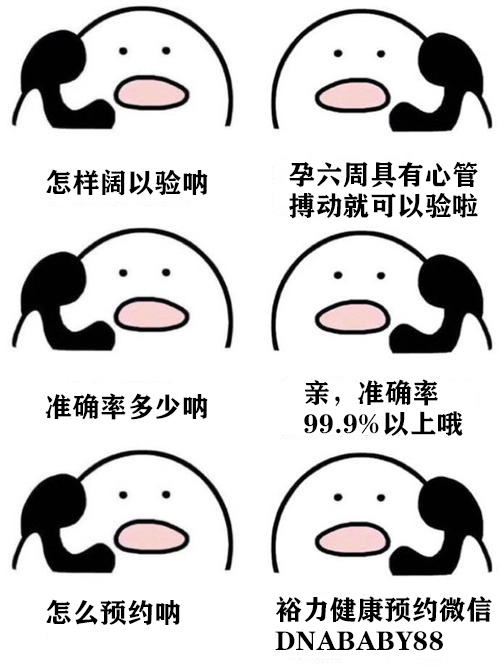 怎样阔以验呐
孕六周具有心管
搏动就可以验啦
准确率多少呐
亲，准确率
99.9%以上哦
怎么预约呐
裕力健康预约微信
DNABABY88